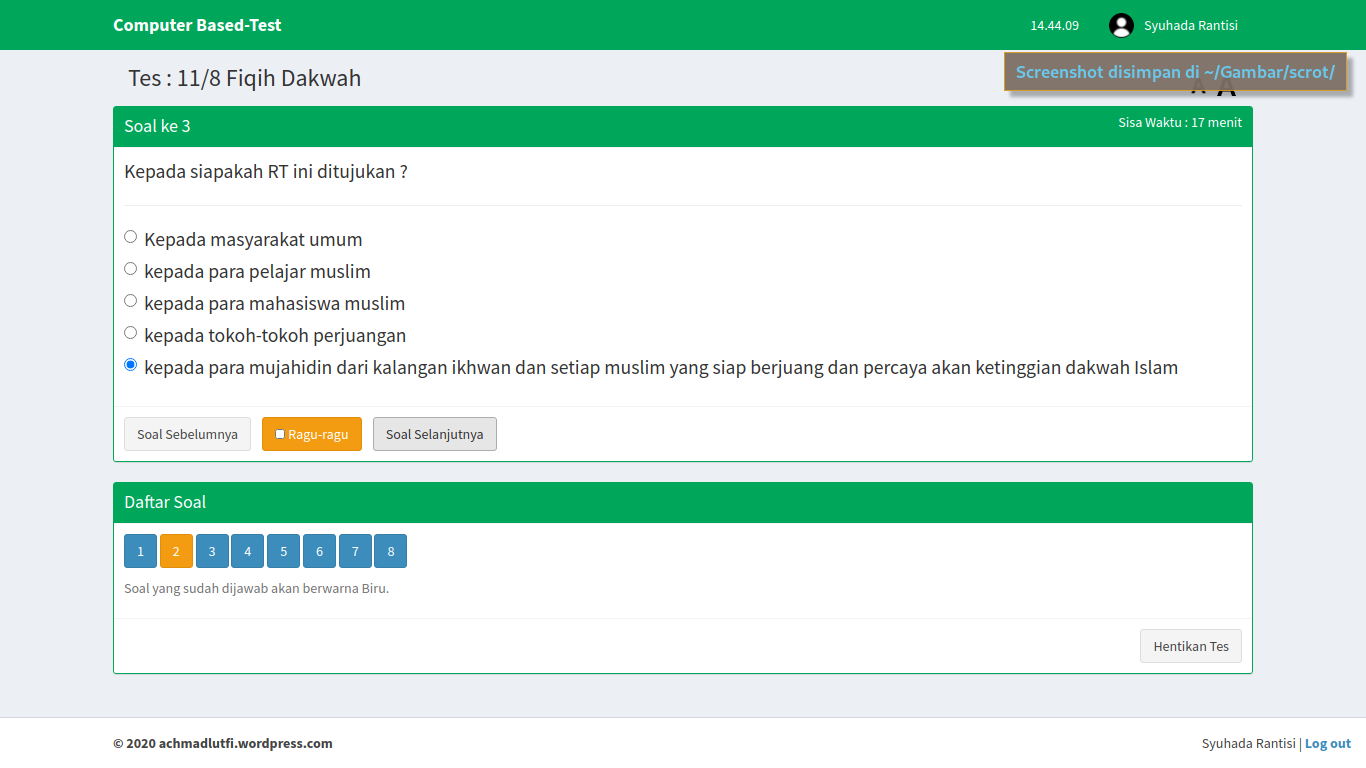 Computer Based-Test
14.44.09
Syuhada Rantisi
Tes : 11/8 Fiqih Dakwah
Screenshot disimpan di ~/Gambar/scrot/
A A
Soal ke 3
Sisa Waktu : 17 menit
Kepada siapakah RT ini ditujukan ?
Kepada masyarakat umum
kepada para pelajar muslim
kepada para mahasiswa muslim
kepada tokoh-tokoh perjuangan
kepada para mujahidin dari kalangan ikhwan dan setiap muslim yang siap berjuang dan percaya akan ketinggian dakwah Islam
Soal Sebelumnya
Ragu-ragu
Soal Selanjutnya
Daftar Soal
1 2 3 4 5 6 7 8
Soal yang sudah dijawab akan berwarna Biru.
Hentikan Tes
© 2020 achmadlutfi.wordpress.com
Syuhada Rantisi | Log out